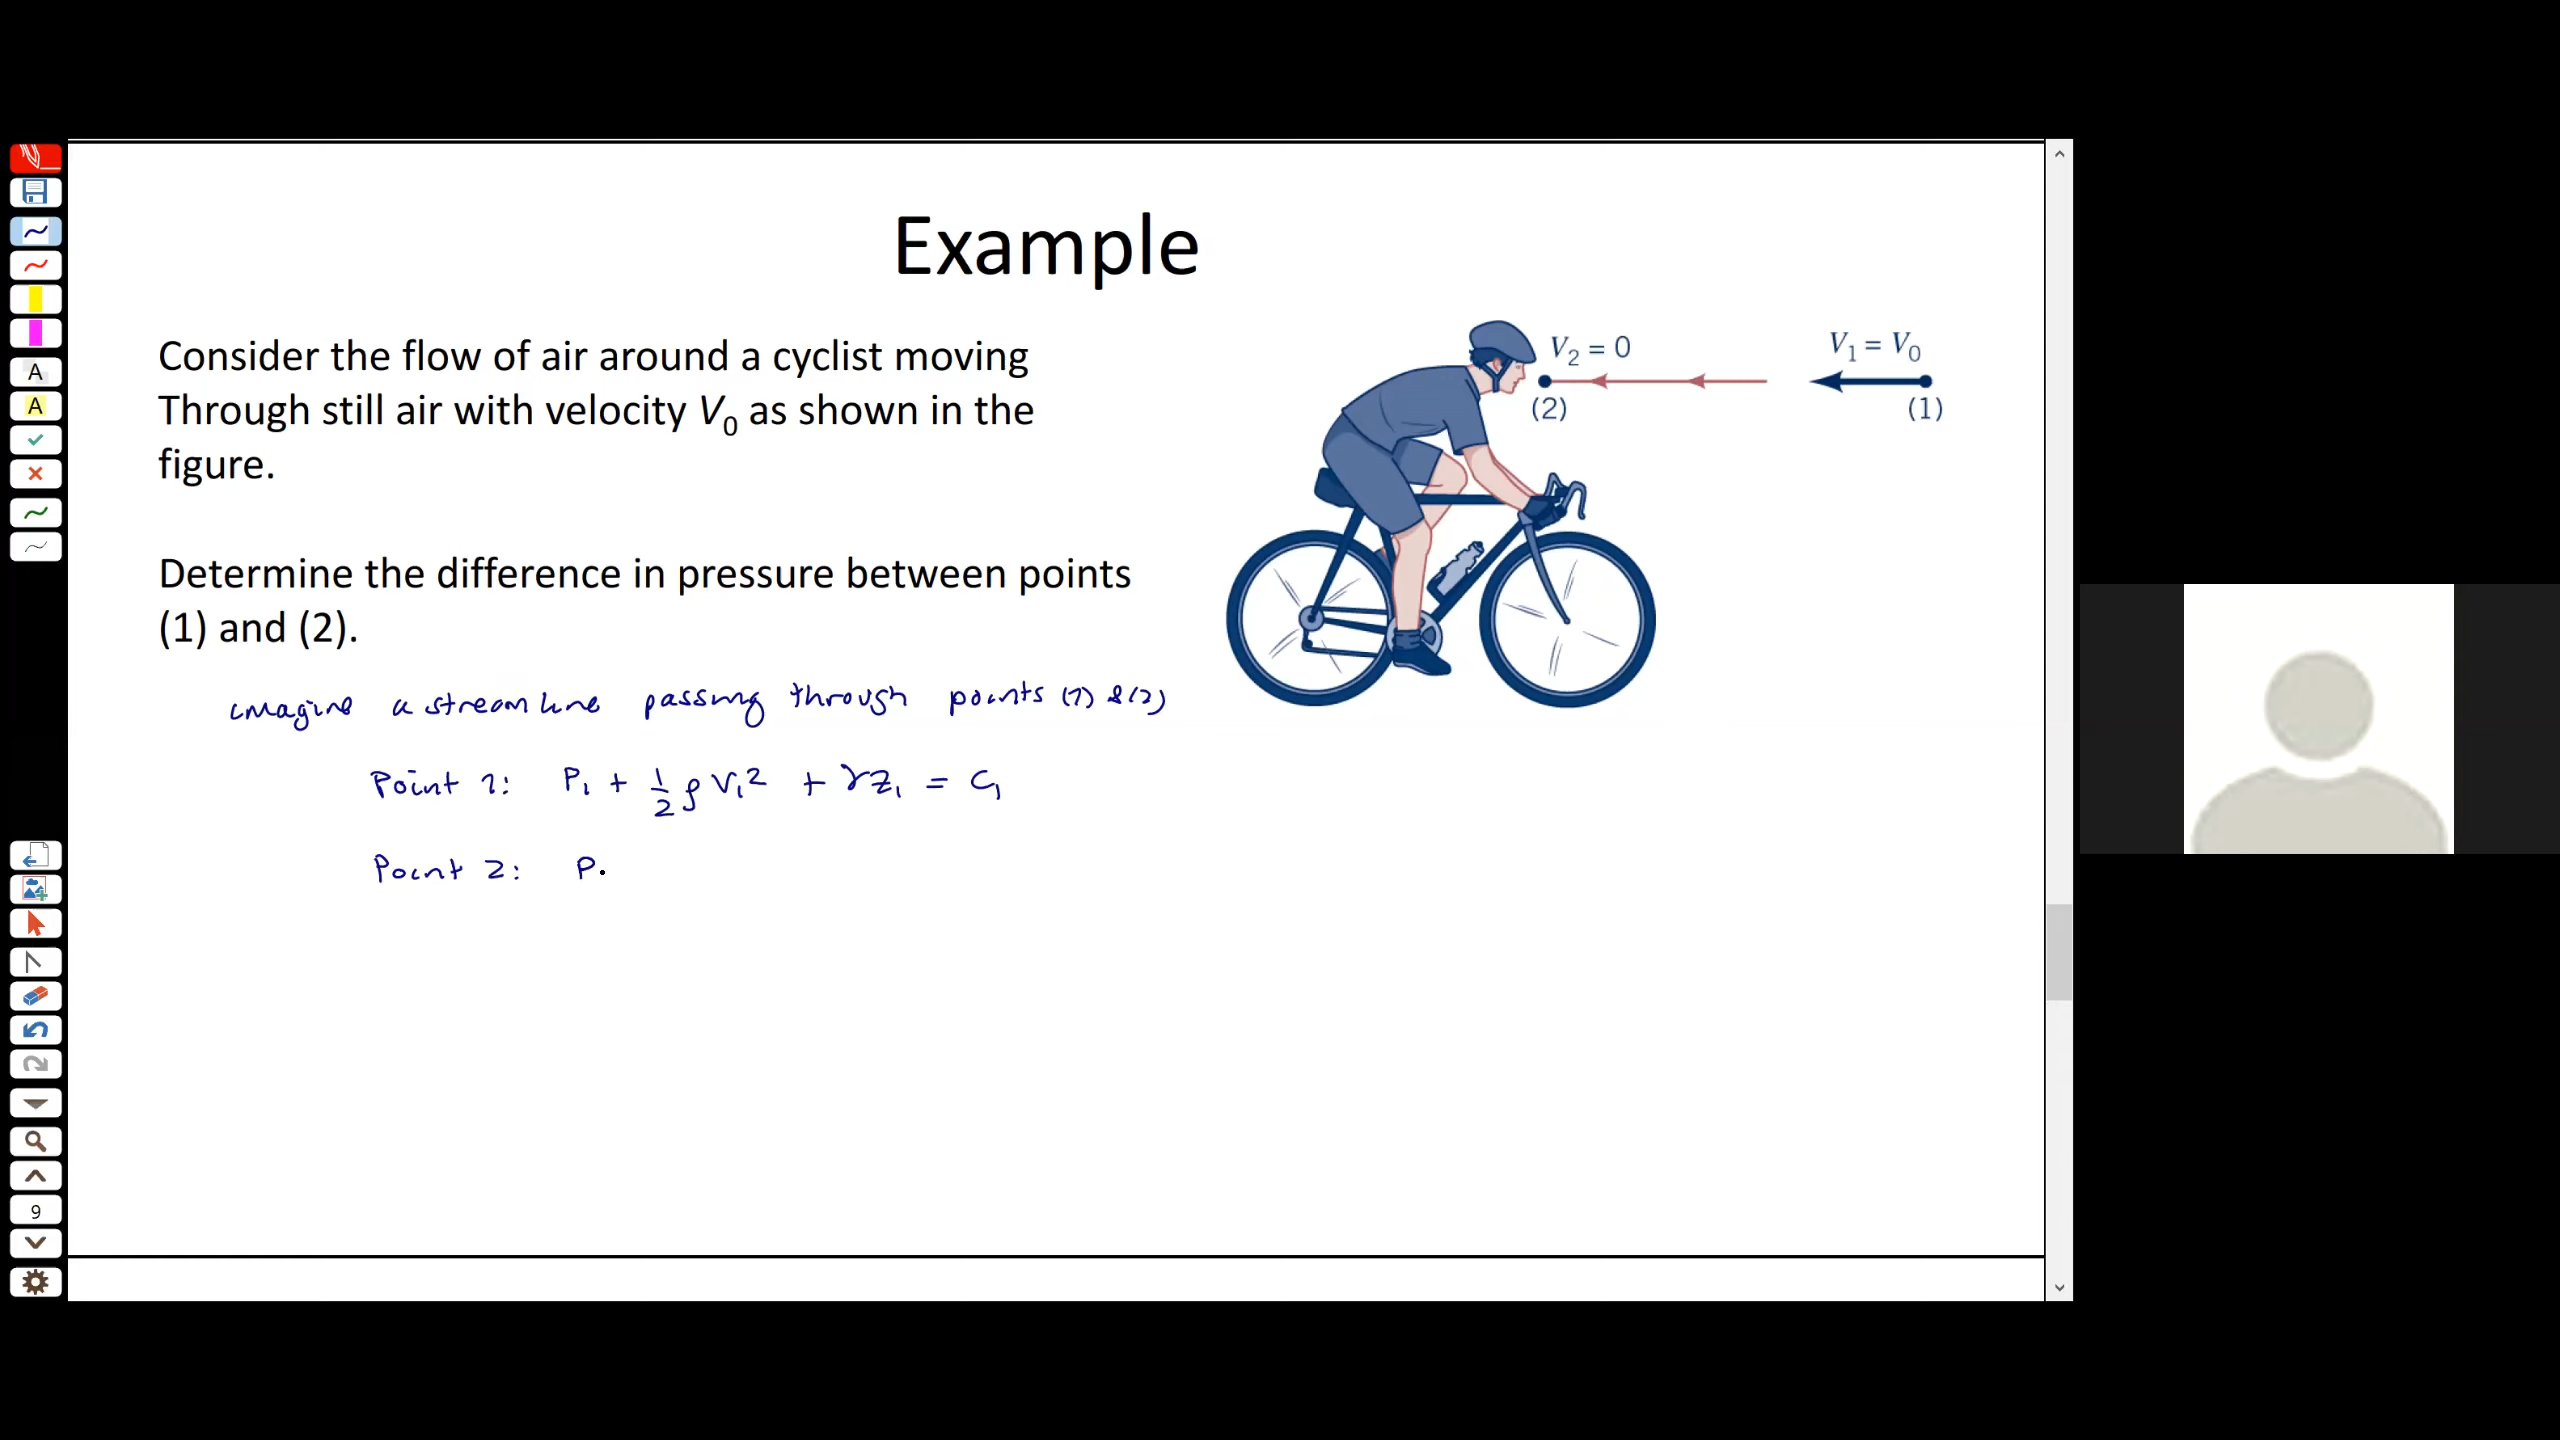 Example
Consider the flow of air around a cyclist moving
Through still air with velocity V₀ as shown in the
figure.
Determine the difference in pressure between points
(1) and (2).
V₂ = 0
V₁ = V₀
(2)
(1)
imagine a streamline passing through points (1) & (2)
Point 1: P₁ + 1/2 ρ V₁² + γz₁ = C₁
Point 2: P
A
A
9